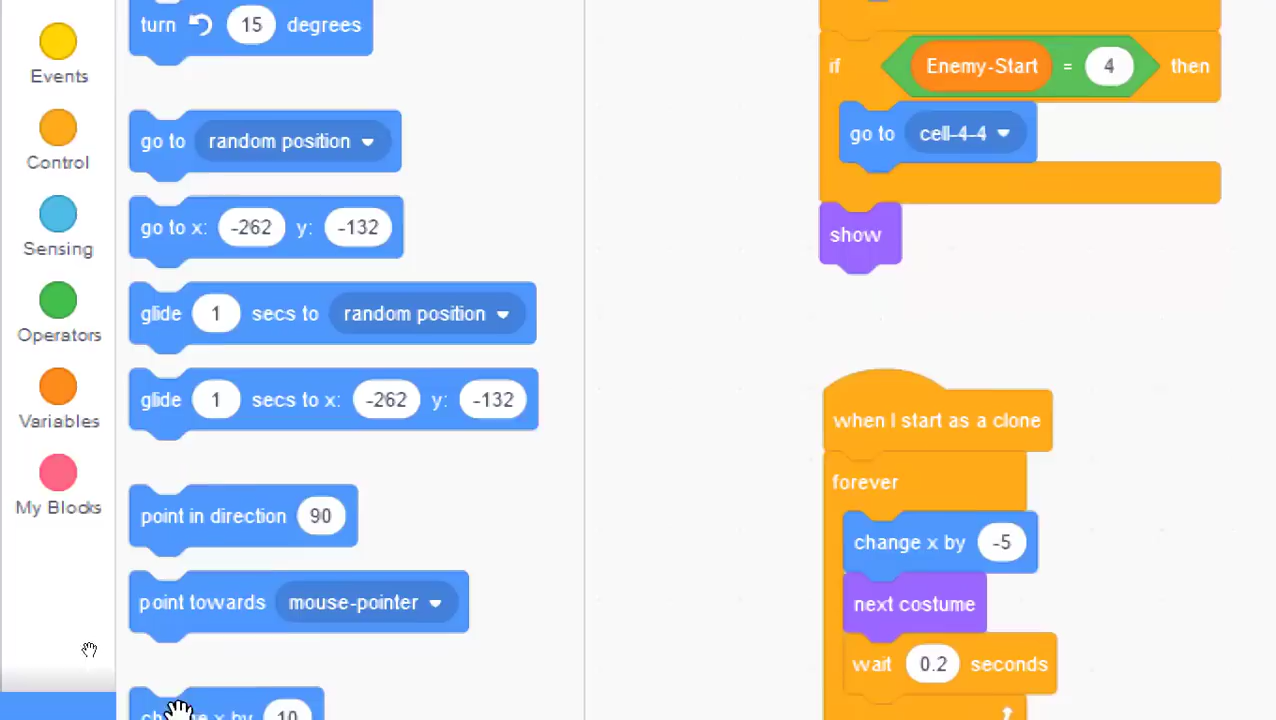 Events
Control
Sensing
Operators
Variables
My Blocks
turn 15 degrees
go to random position
go to x: -262 y: -132
glide 1 secs to random position
glide 1 secs to x: -262 y: -132
point in direction 90
point towards mouse-pointer
change x by 10
if Enemy-Start = 4 then
go to cell-4-4
show
when I start as a clone
forever
change x by -5
next costume
wait 0.2 seconds